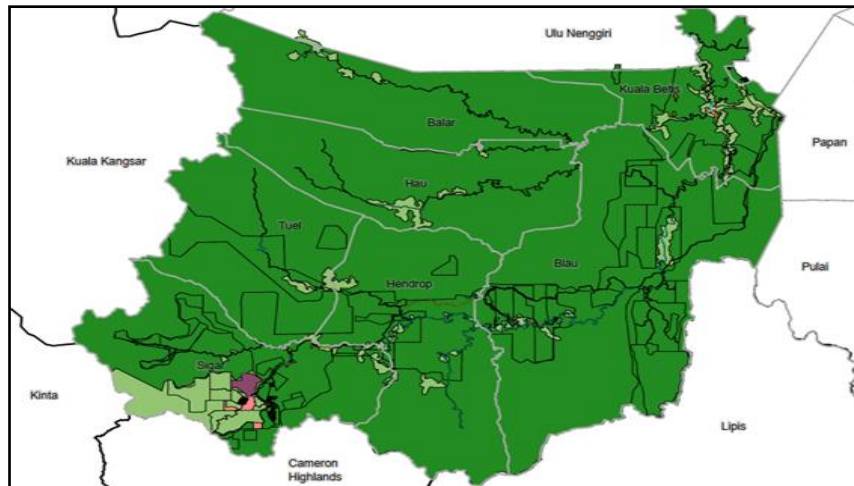 Ulu Nenggiri
Kuala Betis
Balar
Papan
Kuala Kangsar
Hau
Tuel
Blau
Hendrop
Pulai
Sigar
Kinta
Lipis
Cameron
Highlands